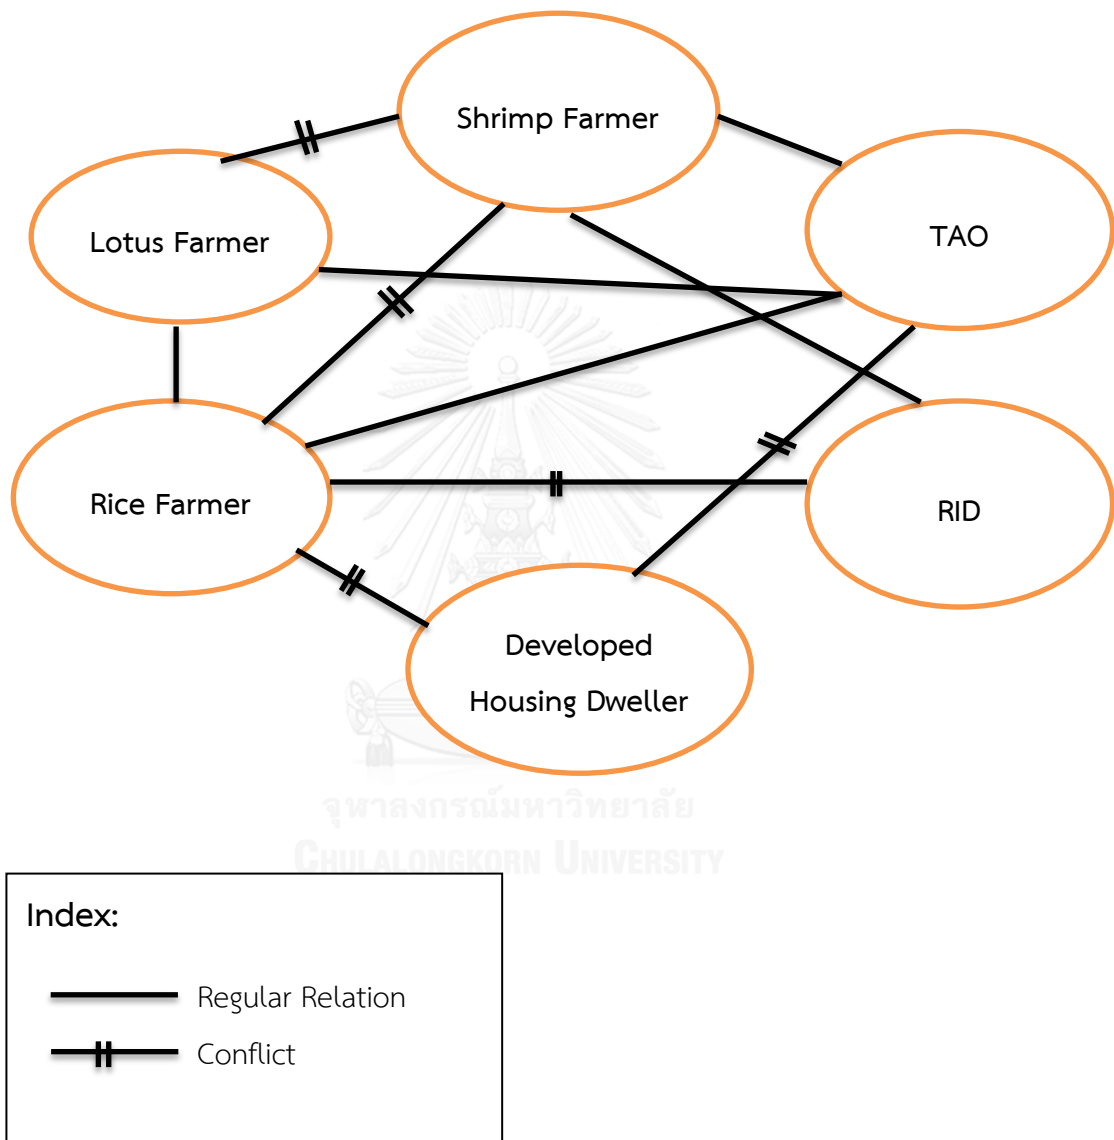 Shrimp Farmer
TAO
Lotus Farmer
Rice Farmer
RID
Developed
Housing Dweller
จุฬาลงกรณ์มหาวิทยาลัย
CHULALONGKORN UNIVERSITY
Index:
Regular Relation
Conflict